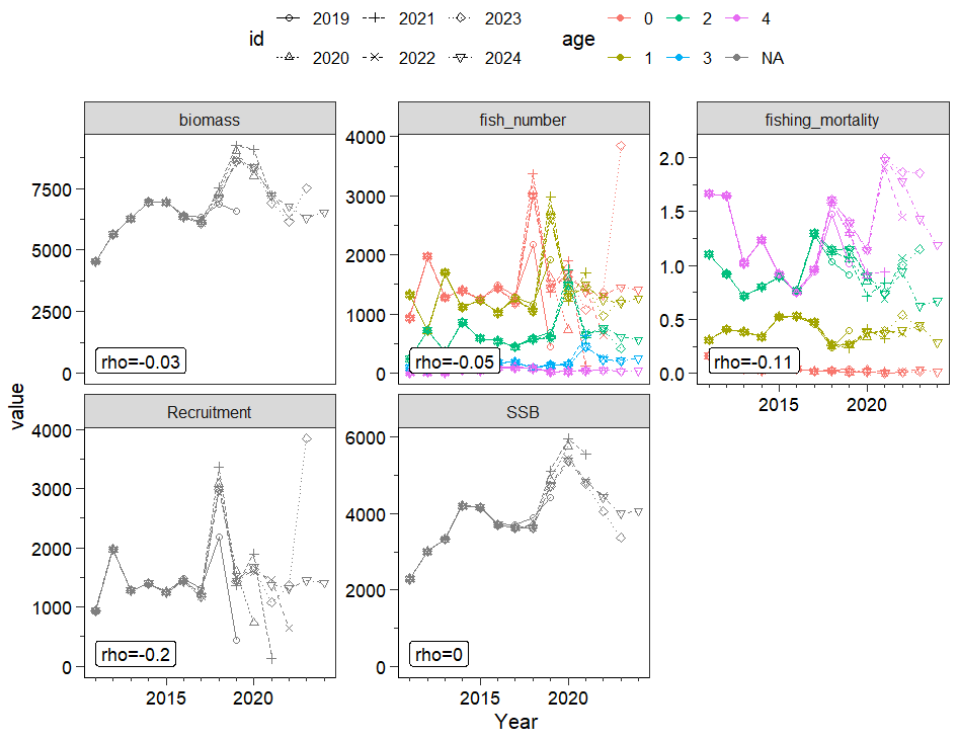 id 2019 2021 2023 age 0 2 4
2020 2022 2024 1 3 NA
biomass fish_number fishing_mortality
7500 4000 2.0
5000 3000 1.5
2500 2000 1.0
0 1000 0.5
0 0.0
rho=-0.03 rho=-0.05 rho=-0.11
2015 2020
value
Recruitment SSB
4000 6000
3000 4000
2000 2000
1000 0
0
rho=-0.2 rho=0
2015 2020 2015 2020
Year